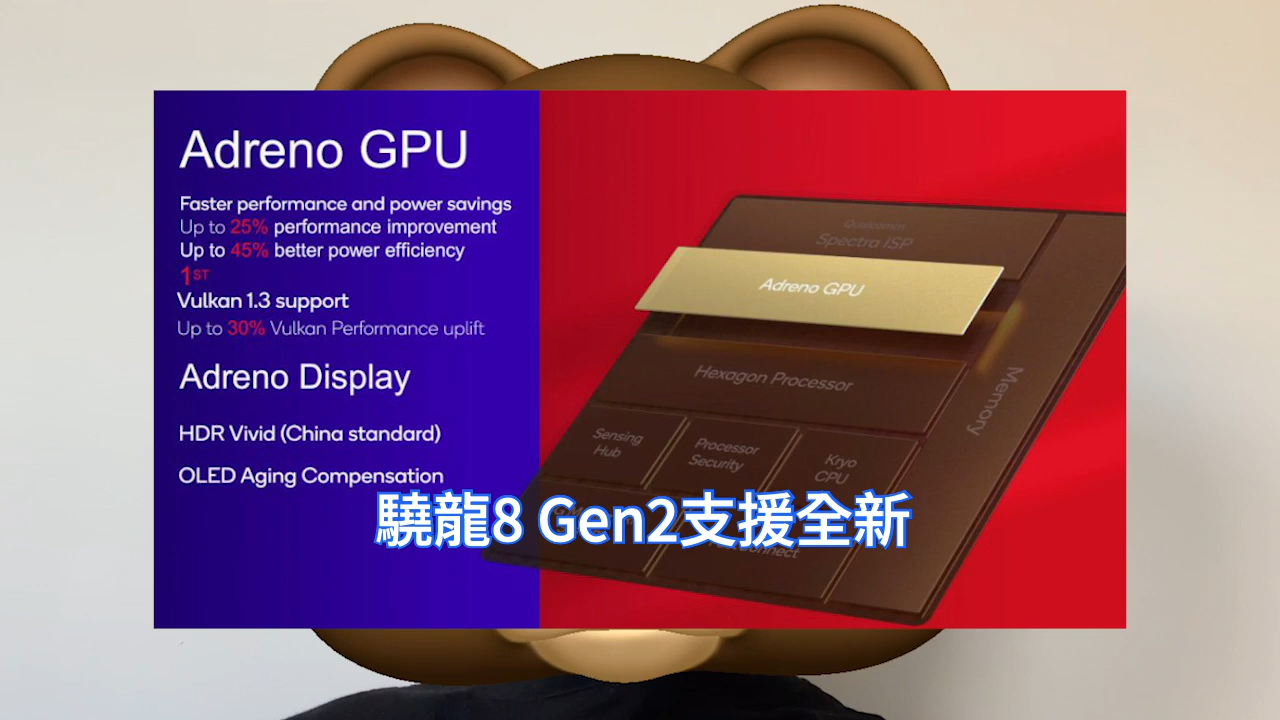 Adreno GPU
Faster performance and power savings
Up to 25% performance improvement
Up to 45% better power efficiency
1ST
Vulkan 1.3 support
Up to 30% Vulkan Performance uplift
Adreno Display
HDR Vivid (China standard)
OLED Aging Compensation
Qualcomm
Spectra ISP
Adreno GPU
Hexagon Processor
Memory
Sensing
Hub
Processor
Security
Kryo
CPU
驍龍8 Gen2支援全新